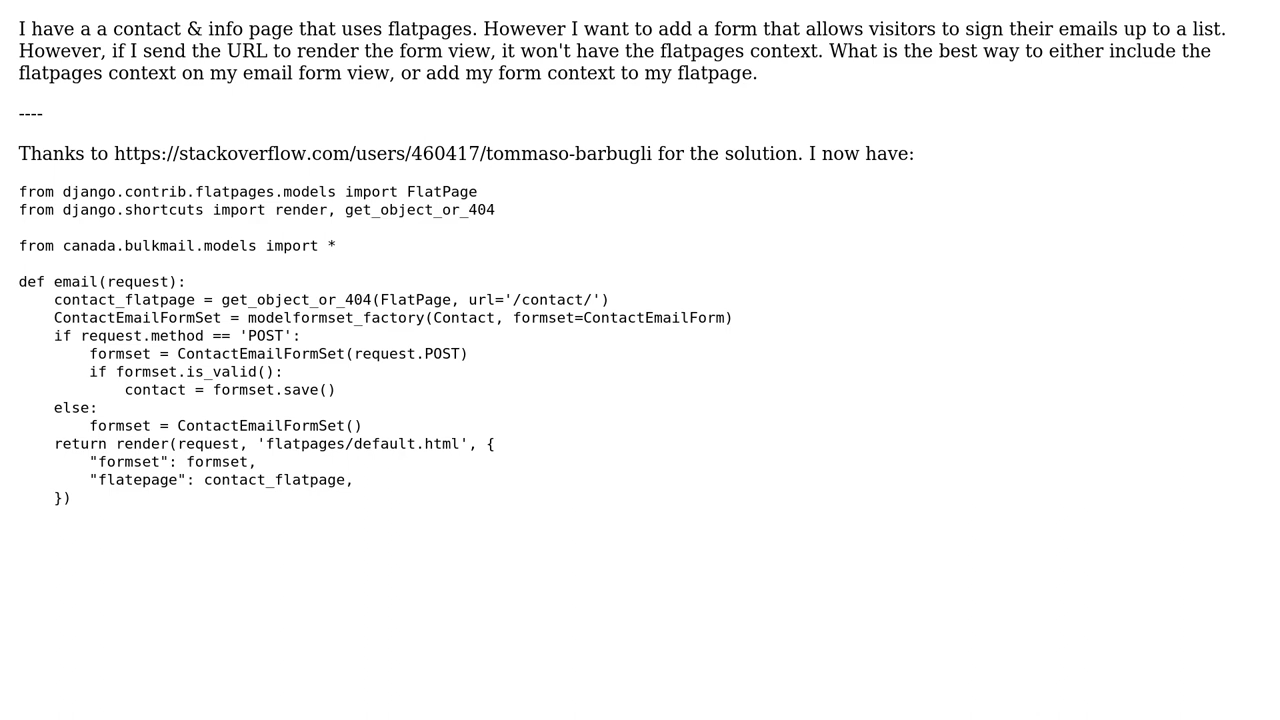 I have a a contact & info page that uses flatpages. However I want to add a form that allows visitors to sign their emails up to a list.
However, if I send the URL to render the form view, it won't have the flatpages context. What is the best way to either include the
flatpages context on my email form view, or add my form context to my flatpage.
----
Thanks to https://stackoverflow.com/users/460417/tommaso-barbugli for the solution. I now have:
from django.contrib.flatpages.models import FlatPage
from django.shortcuts import render, get_object_or_404
from canada.bulkmail.models import *
def email(request):
    contact_flatpage = get_object_or_404(FlatPage, url='/contact/')
    ContactEmailFormSet = modelformset_factory(Contact, formset=ContactEmailForm)
    if request.method == 'POST':
        formset = ContactEmailFormSet(request.POST)
        if formset.is_valid():
            contact = formset.save()
    else:
        formset = ContactEmailFormSet()
    return render(request, 'flatpages/default.html', {
        "formset": formset,
        "flatepage": contact_flatpage,
    })